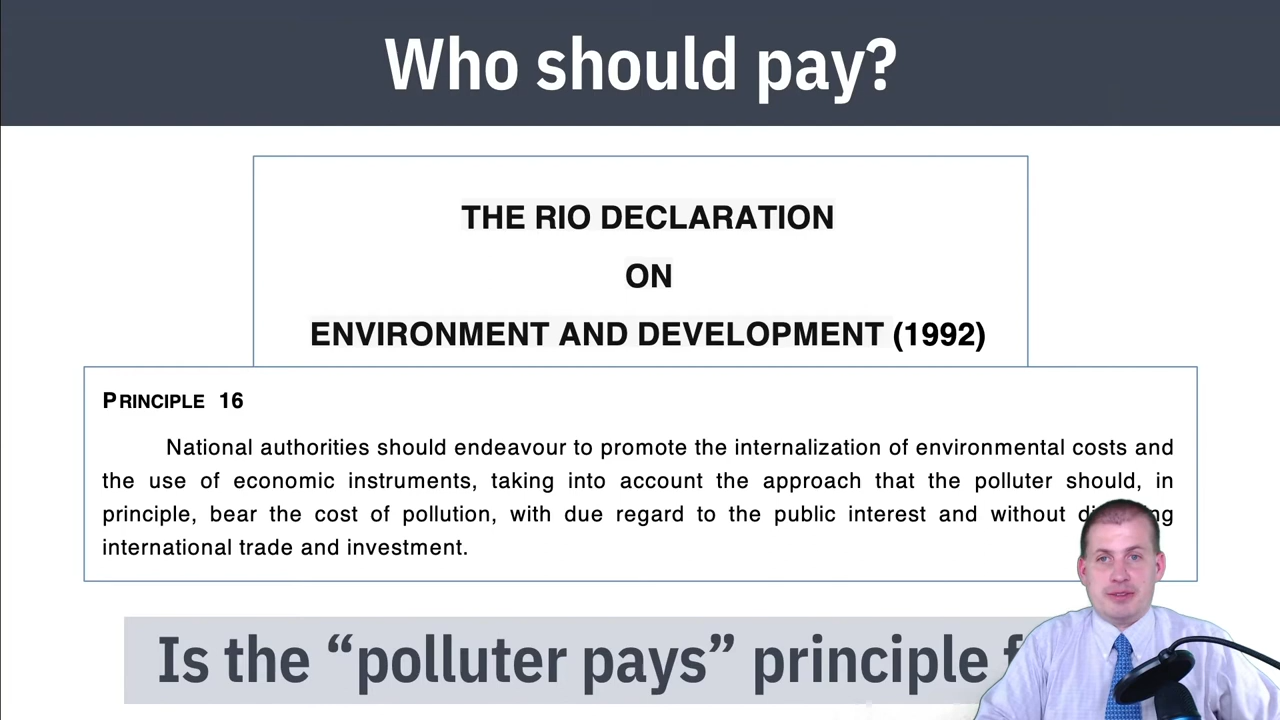 Who should pay?
THE RIO DECLARATION
ON
ENVIRONMENT AND DEVELOPMENT (1992)
PRINCIPLE 16
National authorities should endeavour to promote the internalization of environmental costs and
the use of economic instruments, taking into account the approach that the polluter should, in
principle, bear the cost of pollution, with due regard to the public interest and without
international trade and investment.
Is the “polluter pays” principle